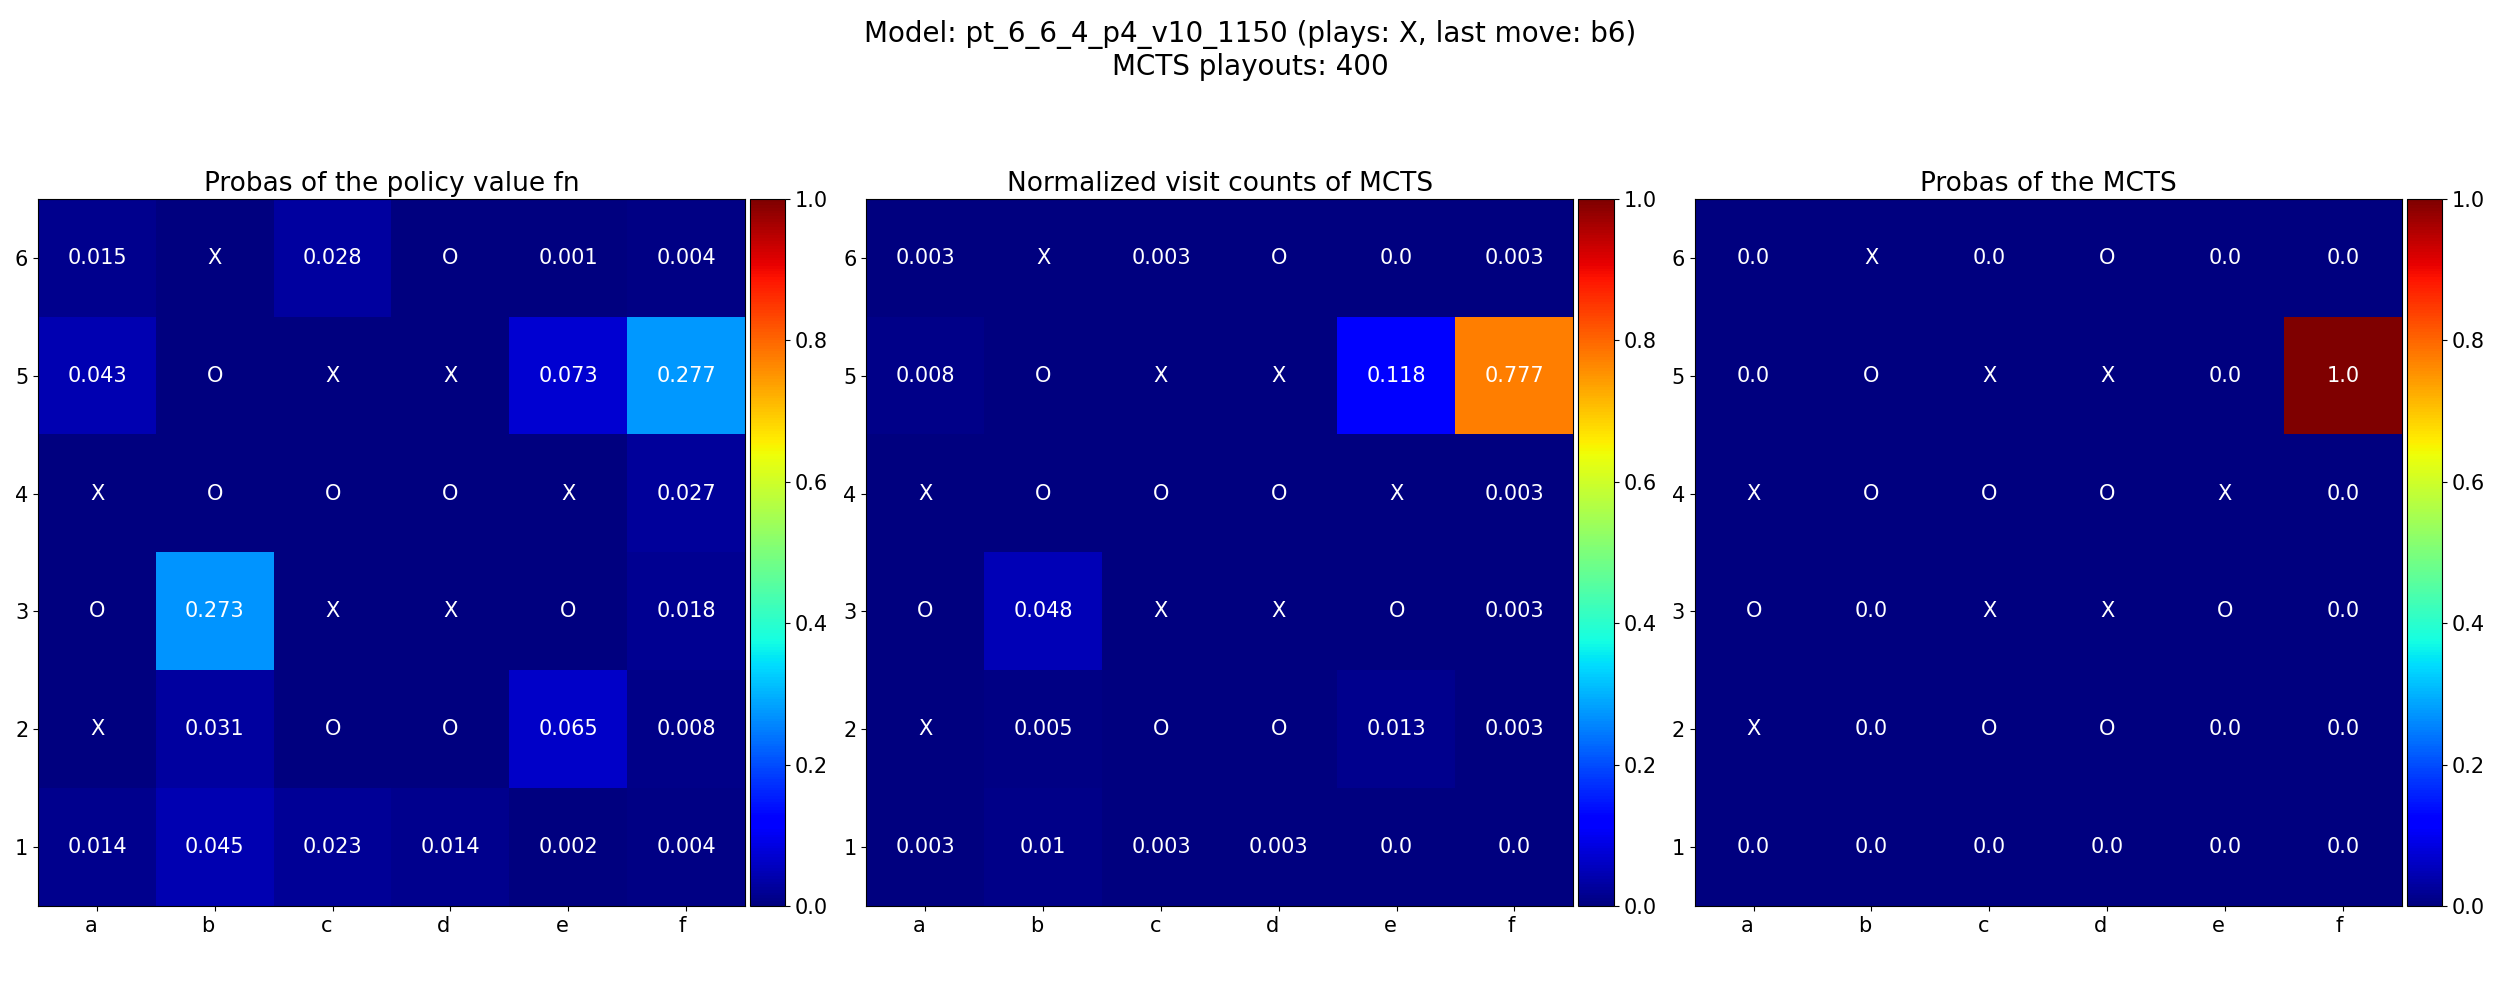 Model: pt_6_6_4_p4_v10_1150 (plays: X, last move: b6)
MCTS playouts: 400
Probas of the policy value fn
6 0.015 X 0.028 O 0.001 0.004
5 0.043 O X X 0.073 0.277
4 X O O O X 0.027
3 O 0.273 X X O 0.018
2 X 0.031 O O 0.065 0.008
1 0.014 0.045 0.023 0.014 0.002 0.004
a b c d e f
1.0
0.8
0.6
0.4
0.2
0.0
Normalized visit counts of MCTS
6 0.003 X 0.003 O 0.0 0.003
5 0.008 O X X 0.118 0.777
4 X O O O X 0.003
3 O 0.048 X X O 0.003
2 X 0.005 O O 0.013 0.003
1 0.003 0.01 0.003 0.003 0.0 0.0
a b c d e f
1.0
0.8
0.6
0.4
0.2
0.0
Probas of the MCTS
6 0.0 X 0.0 O 0.0 0.0
5 0.0 O X X 0.0 1.0
4 X O O O X 0.0
3 O 0.0 X X O 0.0
2 X 0.0 O O 0.0 0.0
1 0.0 0.0 0.0 0.0 0.0 0.0
a b c d e f
1.0
0.8
0.6
0.4
0.2
0.0